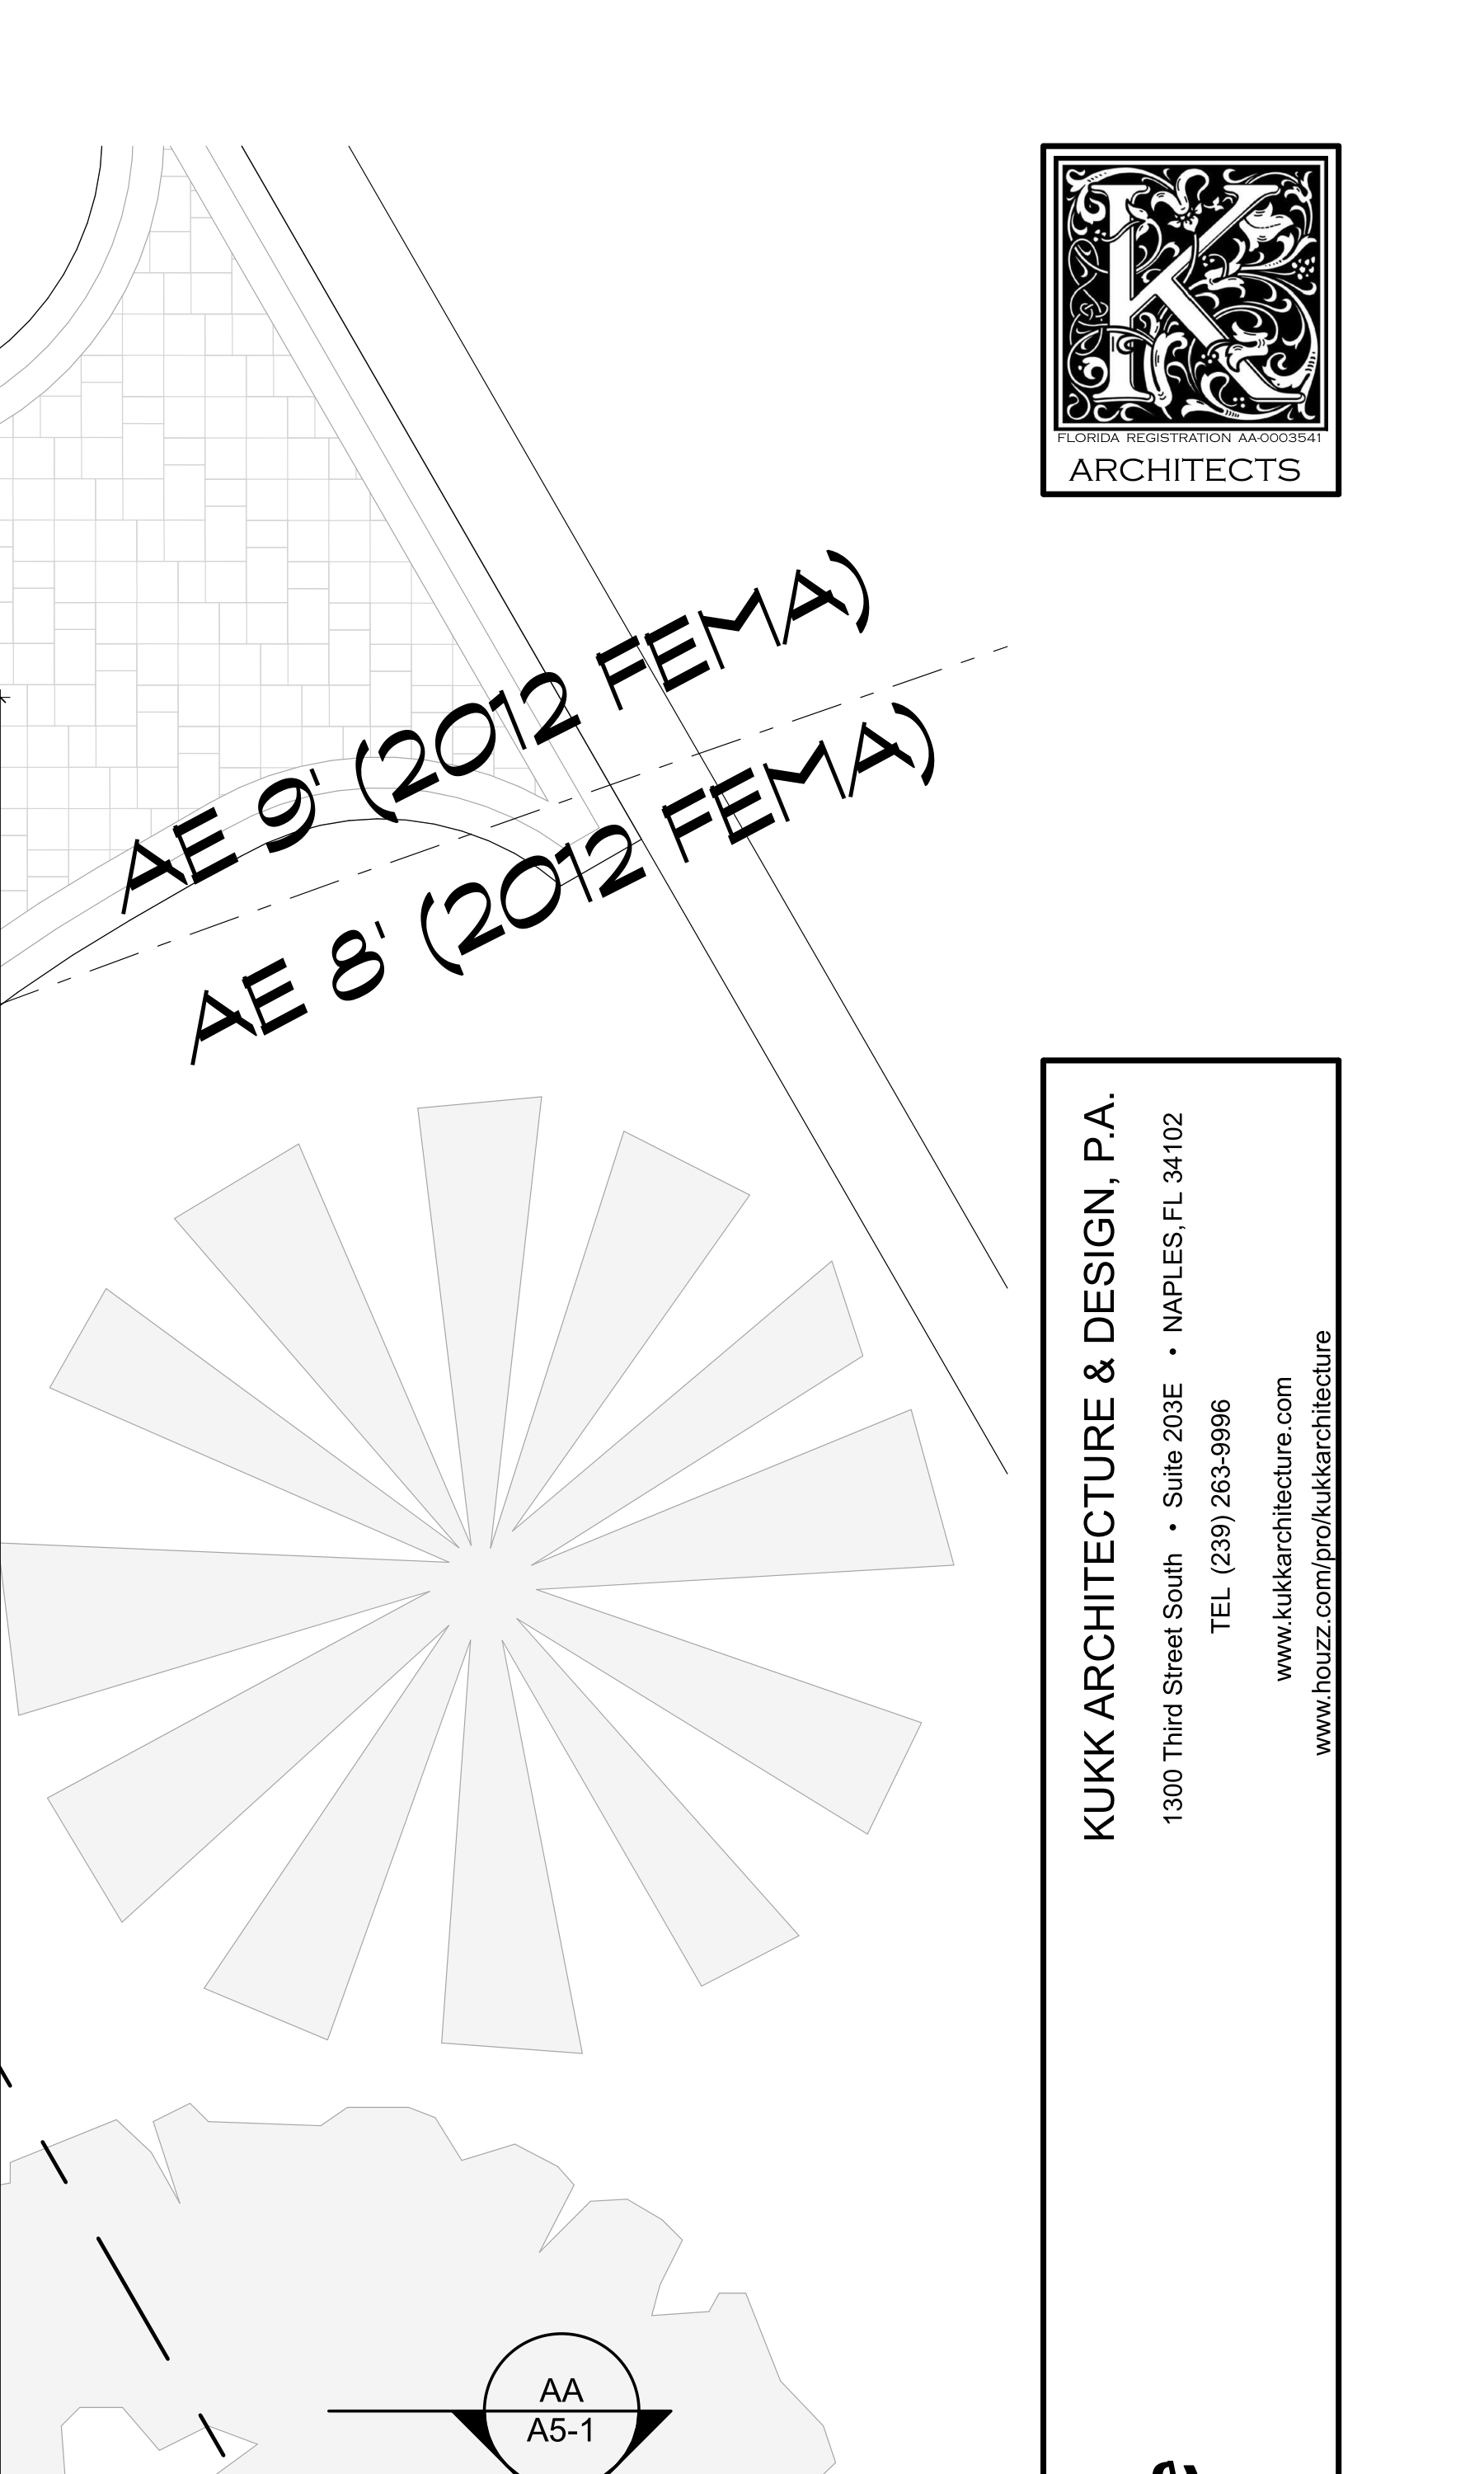 K
FLORIDA REGISTRATION AA-0003541
ARCHITECTS
AE 9' (2012 FEMA)
AE 8' (2012 FEMA)
KUKK ARCHITECTURE & DESIGN, P.A.
1300 Third Street South • Suite 203E • NAPLES, FL 34102
TEL (239) 263-9996
www.kukkarchitecture.com
www.houzz.com/pro/kukkarchitecture
AA
A5-1